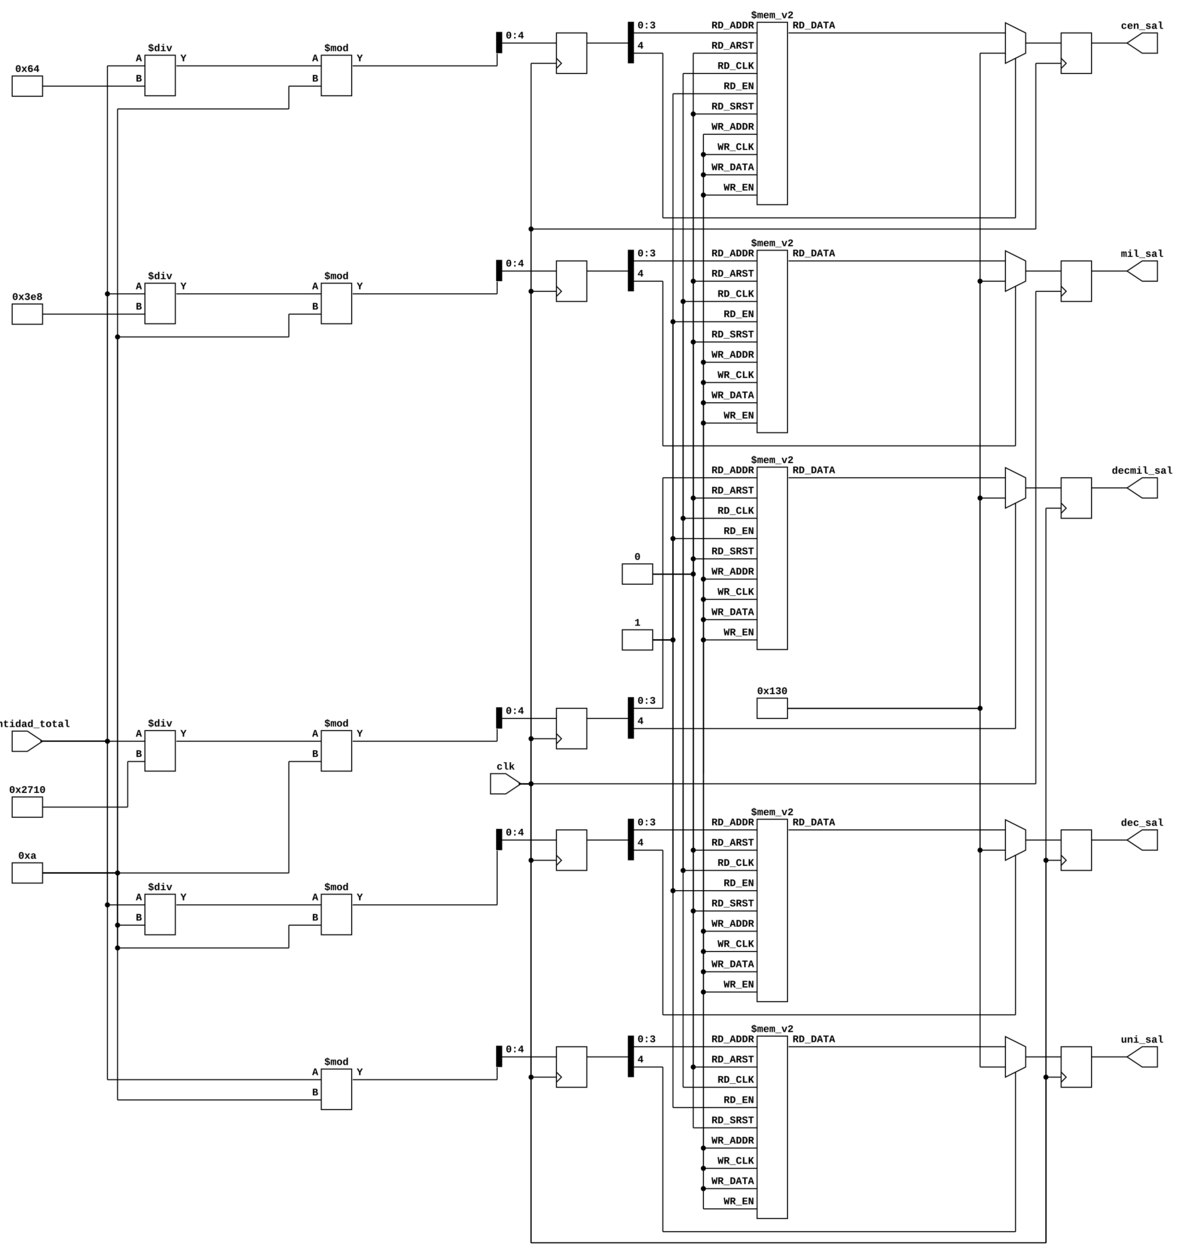 $mem_v2
RD_ADDR
RD_DATA
RD_ARST
RD_CLK
RD_EN
RD_SRST
WR_ADDR
WR_CLK
WR_DATA
WR_EN
0:3
4
cen_sal
$div
A
B
Y
$mod
A
B
Y
0:4
0x64
$mem_v2
RD_ADDR
RD_DATA
RD_ARST
RD_CLK
RD_EN
RD_SRST
WR_ADDR
WR_CLK
WR_DATA
WR_EN
0:3
4
mil_sal
$div
A
B
Y
$mod
A
B
Y
0:4
0x3e8
$mem_v2
RD_ADDR
RD_DATA
RD_ARST
RD_CLK
RD_EN
RD_SRST
WR_ADDR
WR_CLK
WR_DATA
WR_EN
decmil_sal
0
1
0x130
0:3
4
ntidad_total
$div
A
B
Y
$mod
A
B
Y
0:4
0x2710
clk
$mem_v2
RD_ADDR
RD_DATA
RD_ARST
RD_CLK
RD_EN
RD_SRST
WR_ADDR
WR_CLK
WR_DATA
WR_EN
0:3
4
dec_sal
0xa
$div
A
B
Y
$mod
A
B
Y
0:4
$mem_v2
RD_ADDR
RD_DATA
RD_ARST
RD_CLK
RD_EN
RD_SRST
WR_ADDR
WR_CLK
WR_DATA
WR_EN
0:3
4
uni_sal
$mod
A
B
Y
0:4